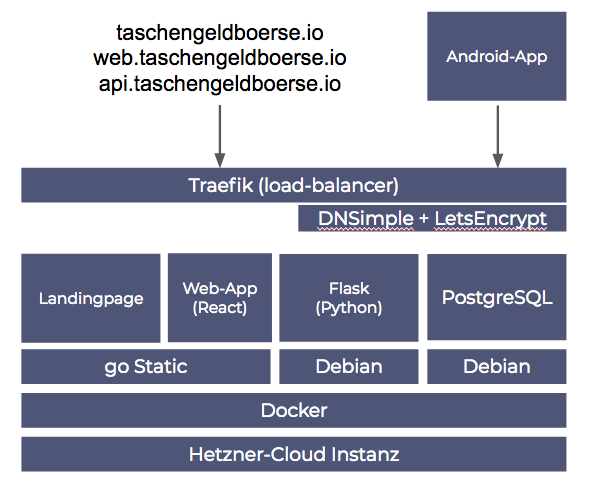 taschengeldboerse.io
web.taschengeldboerse.io
api.taschengeldboerse.io
Android-App
Traefik (load-balancer)
DNSimple + LetsEncrypt
Landingpage
Web-App
(React)
Flask
(Python)
PostgreSQL
go Static
Debian
Debian
Docker
Hetzner-Cloud Instanz